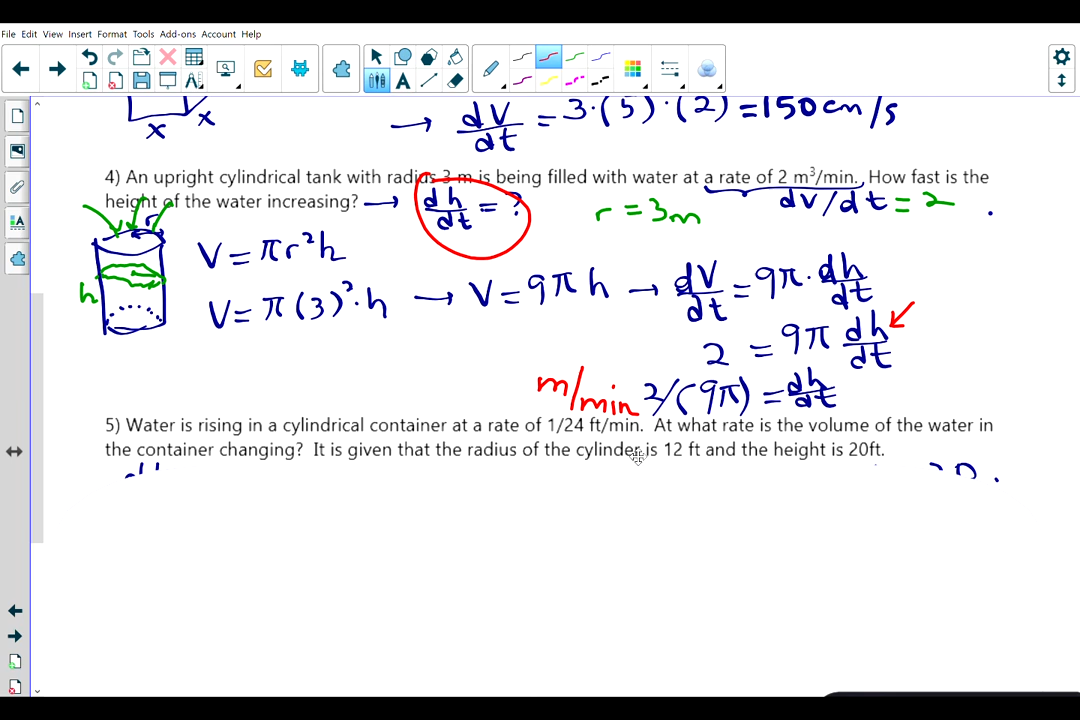 File Edit View Insert Format Tools Add-ons Account Help
x x → dV/dt = 3·(5)·(2) = 150 cm/s
4) An upright cylindrical tank with radius 3 m is being filled with water at a rate of 2 m³/min. How fast is the
height of the water increasing? → dh/dt = ? r = 3m dV/dt = 2
r
h
V = πr²h
V = π(3)²·h → V = 9πh → dV/dt = 9π·dh/dt
2 = 9π dh/dt
m/min 2/(9π) = dh/dt
5) Water is rising in a cylindrical container at a rate of 1/24 ft/min. At what rate is the volume of the water in
the container changing? It is given that the radius of the cylinder is 12 ft and the height is 20ft.